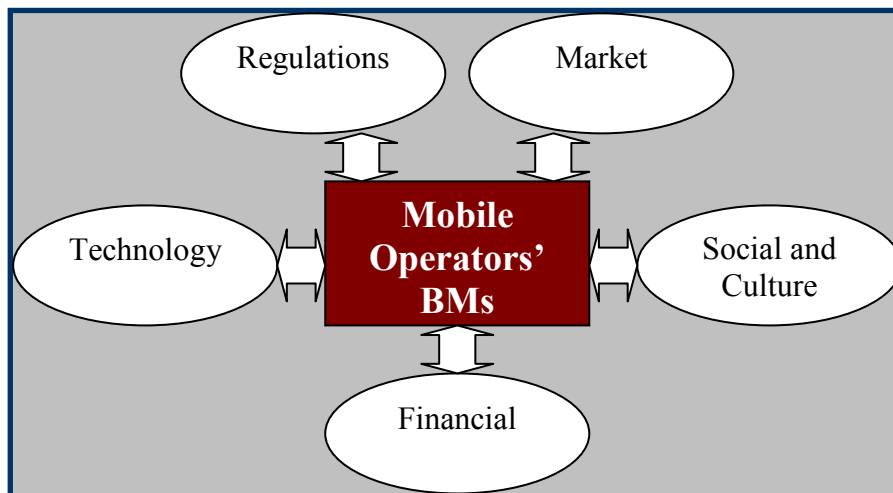 Regulations
Market
Technology
Mobile
Operators’
BMs
Social and
Culture
Financial